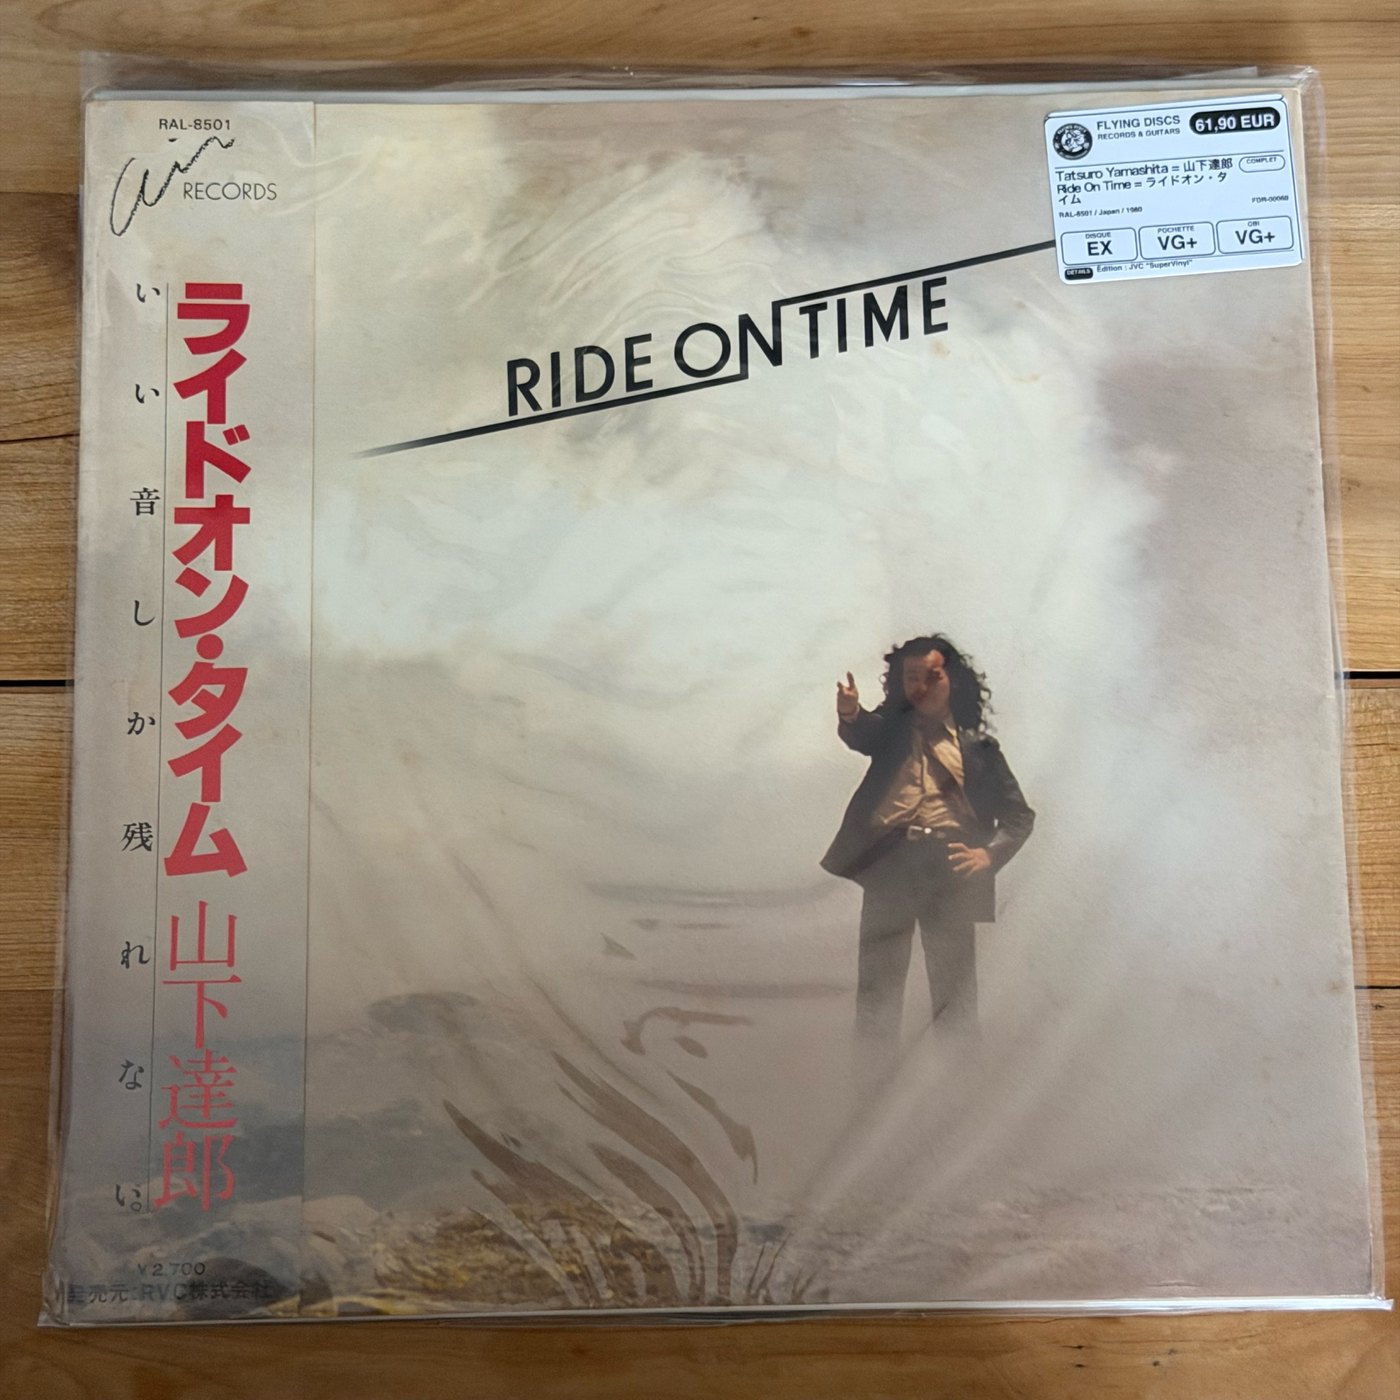 RAL-8501
air
RECORDS
ライドオン・タイム 山下達郎
いい音しか残れない。
¥2,700
発売元:RVC株式会社
RIDE ON TIME
FLYING DISCS
RECORDS & GUITARS
61,90 EUR
Tatsuro Yamashita = 山下達郎
Ride On Time = ライドオン・タ
イム
COMPLET
RAL-8501 / Japan / 1980
FDR-00060
DISQUE
EX
POCHETTE
VG+
OBI
VG+
DETAILS
Edition : JVC "SuperVinyl"